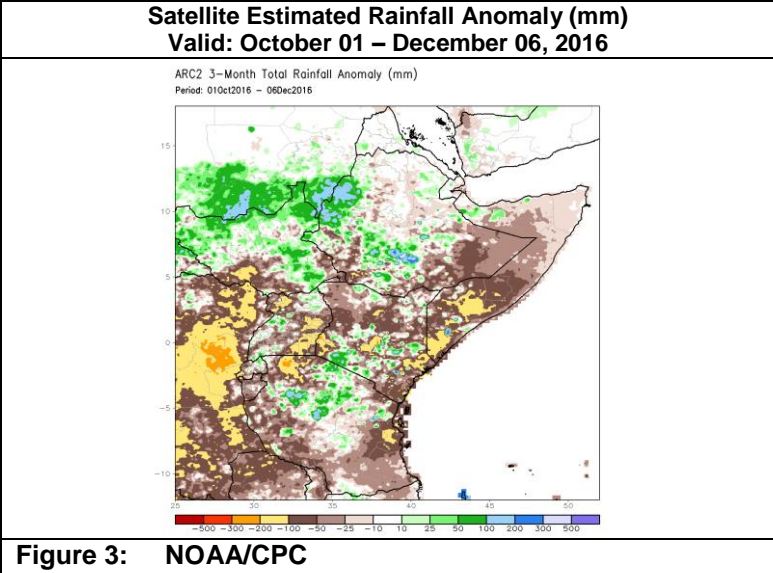 Satellite Estimated Rainfall Anomaly (mm)
Valid: October 01 – December 06, 2016
ARC2 3-Month Total Rainfall Anomaly (mm)
Period: 01Oct2016 - 06Dec2016
15
10
5
0
-5
-10
25 30 35 40 45 50
-500 -300 -200 -100 -50 -25 -10 10 25 50 100 200 300 500
Figure 3: NOAA/CPC